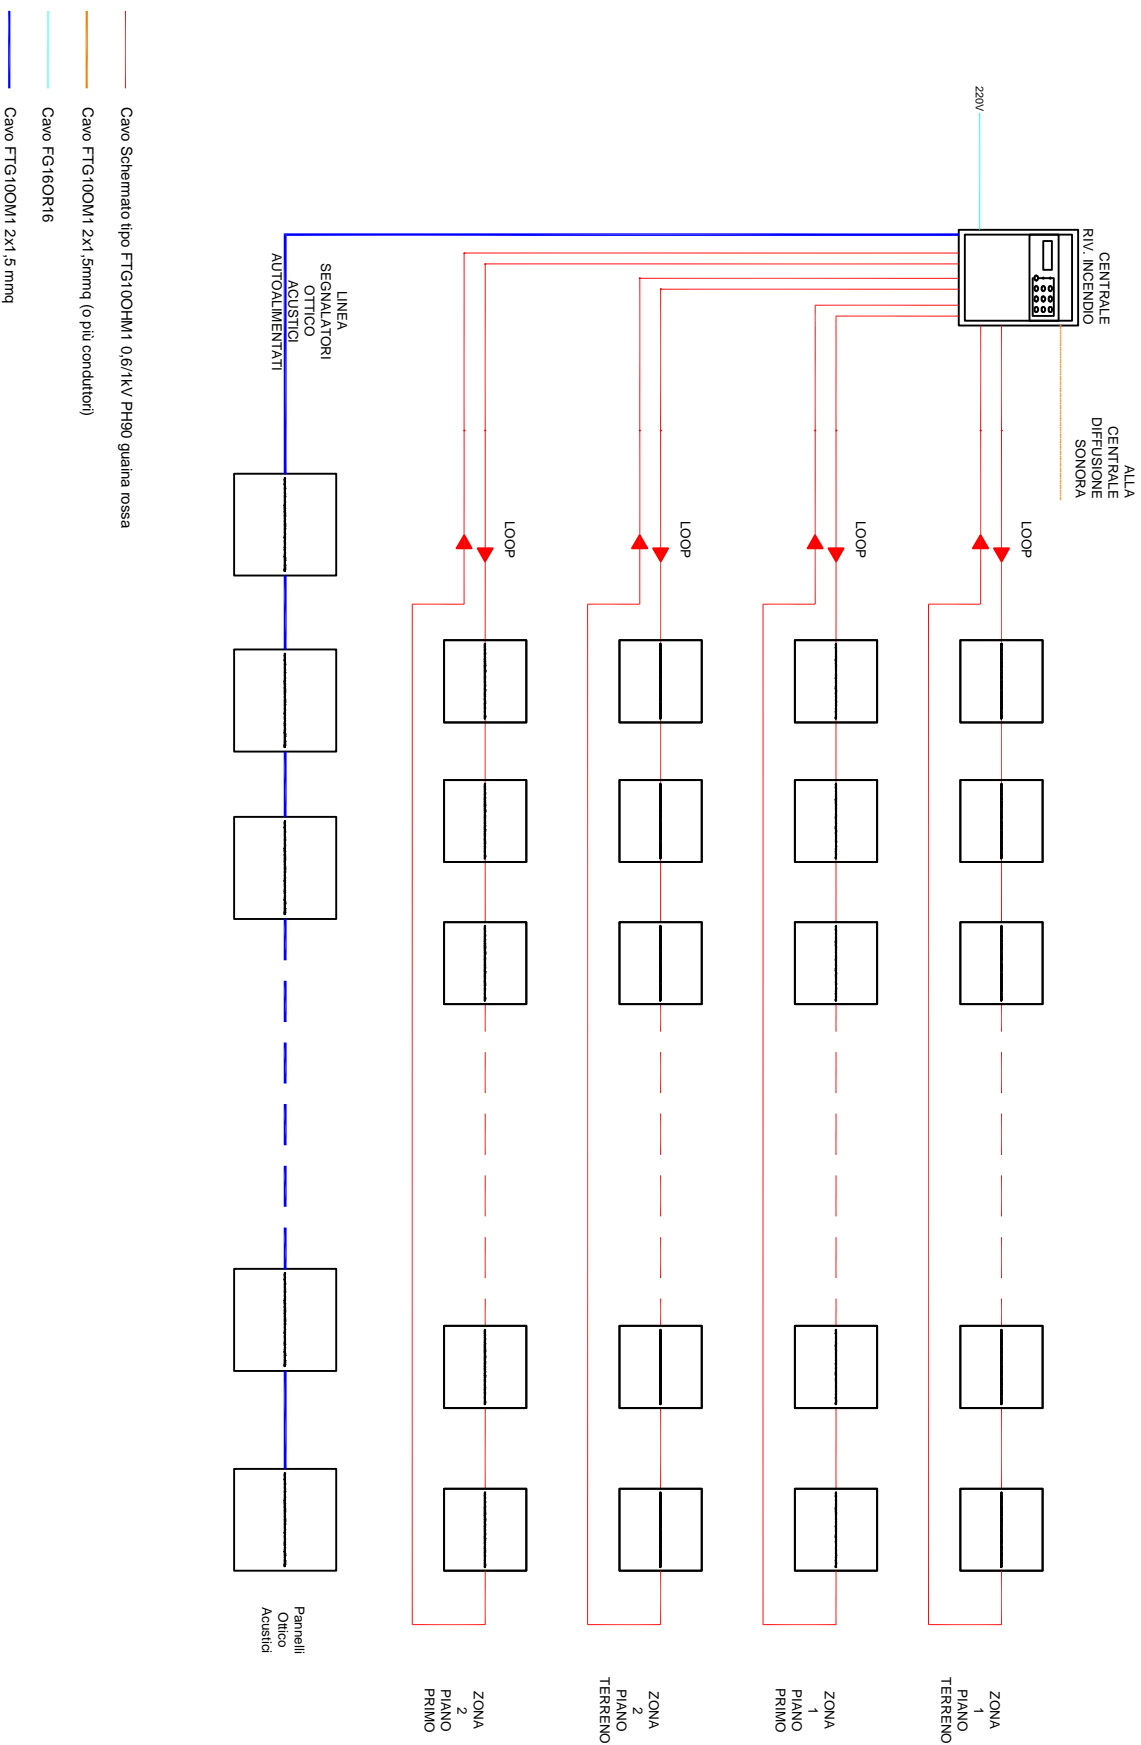 220V
CENTRALE
RIV. INCENDIO
ALLA
CENTRALE
DIFFUSIONE
SONORA
LOOP
ZONA
1
PIANO
TERRENO
LOOP
ZONA
1
PIANO
PRIMO
LOOP
ZONA
2
PIANO
TERRENO
LOOP
ZONA
2
PIANO
PRIMO
LINEA
SEGNALATORI
OTTICO
ACUSTICI
AUTOALIMENTATI
Pannelli
Ottico
Acustici
Cavo Schermato tipo FTG10OHM1 0,6/1kV PH90 guaina rossa
Cavo FTG10OM1 2x1,5mmq (o più conduttori)
Cavo FG16OR16
Cavo FTG10OM1 2x1,5 mmq